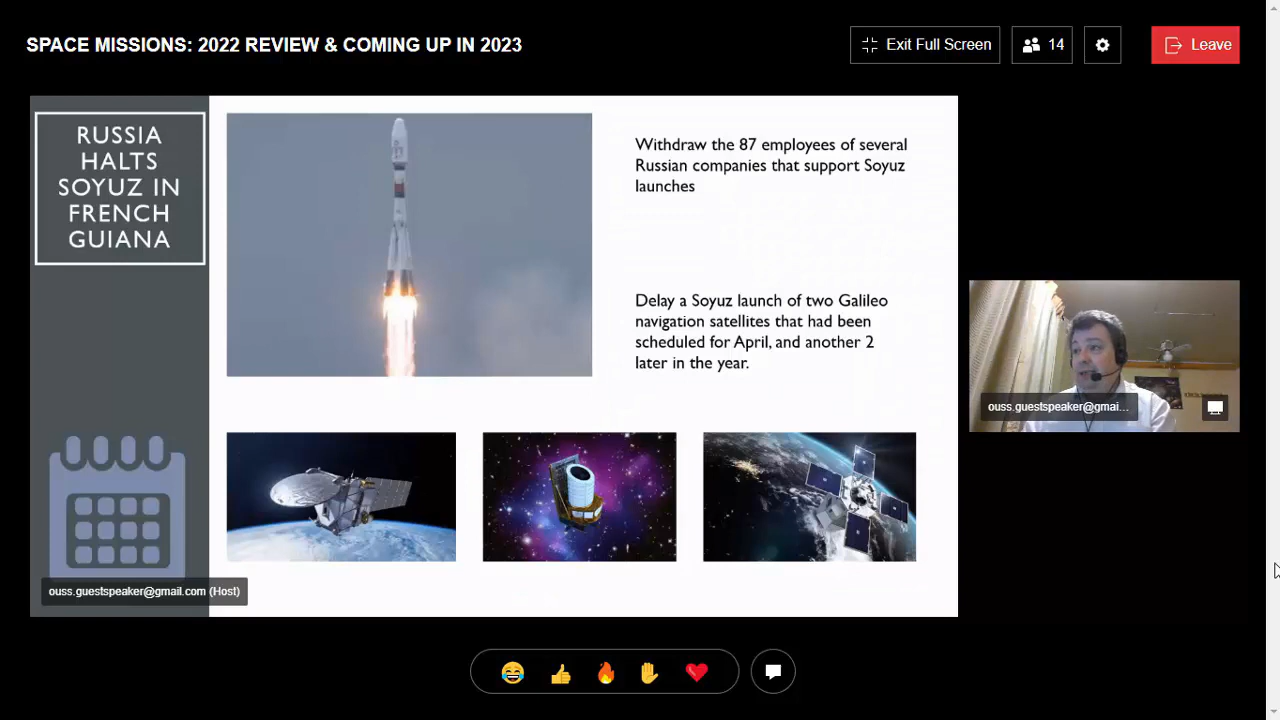 SPACE MISSIONS: 2022 REVIEW & COMING UP IN 2023
Exit Full Screen
14
Leave
RUSSIA
HALTS
SOYUZ IN
FRENCH
GUIANA
Withdraw the 87 employees of several
Russian companies that support Soyuz
launches
Delay a Soyuz launch of two Galileo
navigation satellites that had been
scheduled for April, and another 2
later in the year.
ouss.guestspeaker@gmai...
ouss.guestspeaker@gmail.com (Host)